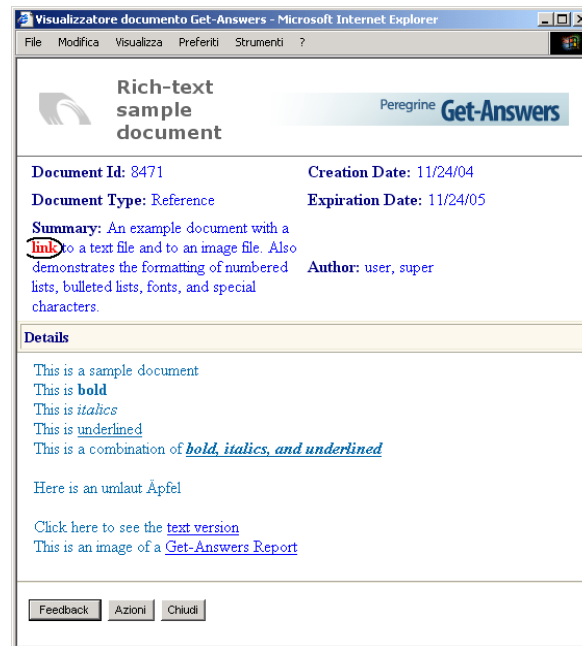 Visualizzatore documento Get-Answers - Microsoft Internet Explorer
File Modifica Visualizza Preferiti Strumenti ?
Rich-text
sample
document
Peregrine Get-Answers
Document Id: 8471 Creation Date: 11/24/04
Document Type: Reference Expiration Date: 11/24/05
Summary: An example document with a
link to a text file and to an image file. Also
demonstrates the formatting of numbered
lists, bulleted lists, fonts, and special
characters.
Author: user, super
Details
This is a sample document
This is bold
This is italics
This is underlined
This is a combination of bold, italics, and underlined
Here is an umlaut Äpfel
Click here to see the text version
This is an image of a Get-Answers Report
Feedback Azioni Chiudi